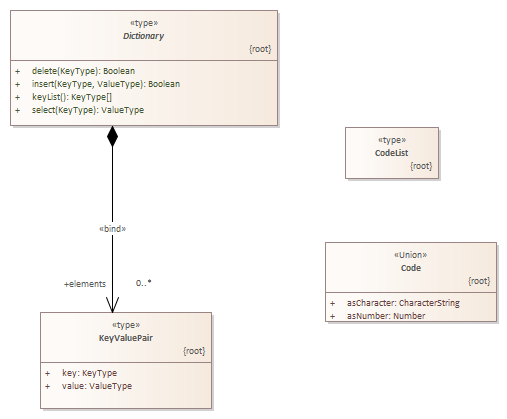 «type»
Dictionary
{root}
+ delete(KeyType): Boolean
+ insert(KeyType, ValueType): Boolean
+ keyList(): KeyType[]
+ select(KeyType): ValueType
«type»
CodeList
{root}
«bind»
«Union»
Code
{root}
+ asCharacter: CharacterString
+ asNumber: Number
+elements 0..*
«type»
KeyValuePair
{root}
+ key: KeyType
+ value: ValueType